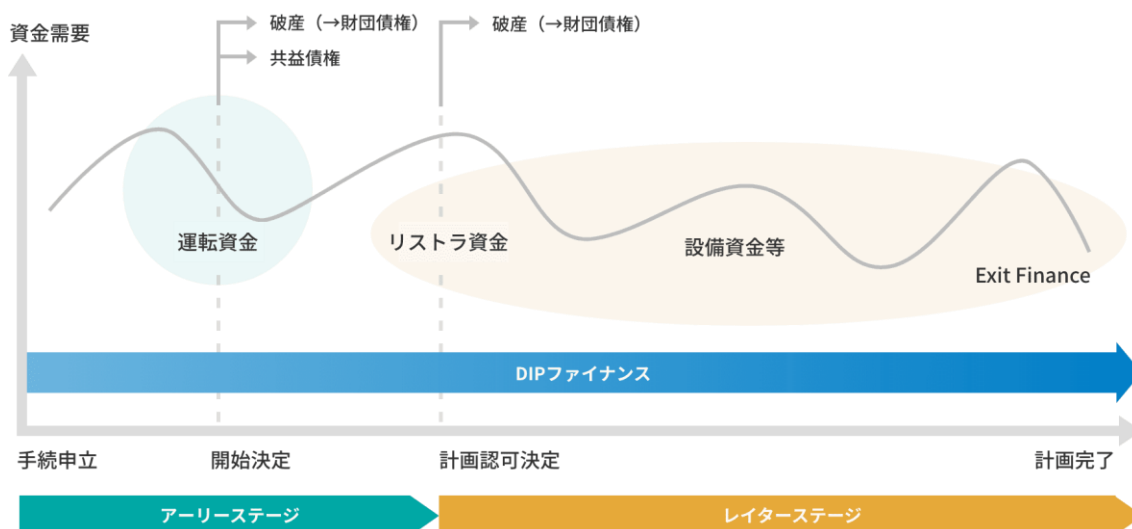 資金需要
破産（→財団債権）
共益債権
破産（→財団債権）
運転資金
リストラ資金
設備資金等
Exit Finance
DIPファイナンス
手続申立
開始決定
計画認可決定
計画完了
アーリーステージ
レイターステージ